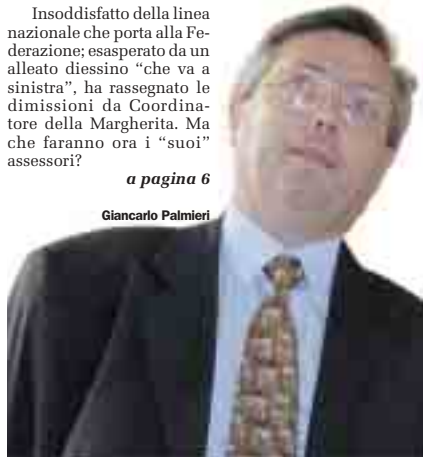 Insoddisfatto della linea
nazionale che porta alla Fe-
derazione; esasperato da un
alleato diessino “che va a
sinistra”, ha rassegnato le
dimissioni da Coordina-
tore della Margherita. Ma
che faranno ora i “suoi”
assessori?
a pagina 6
Giancarlo Palmieri